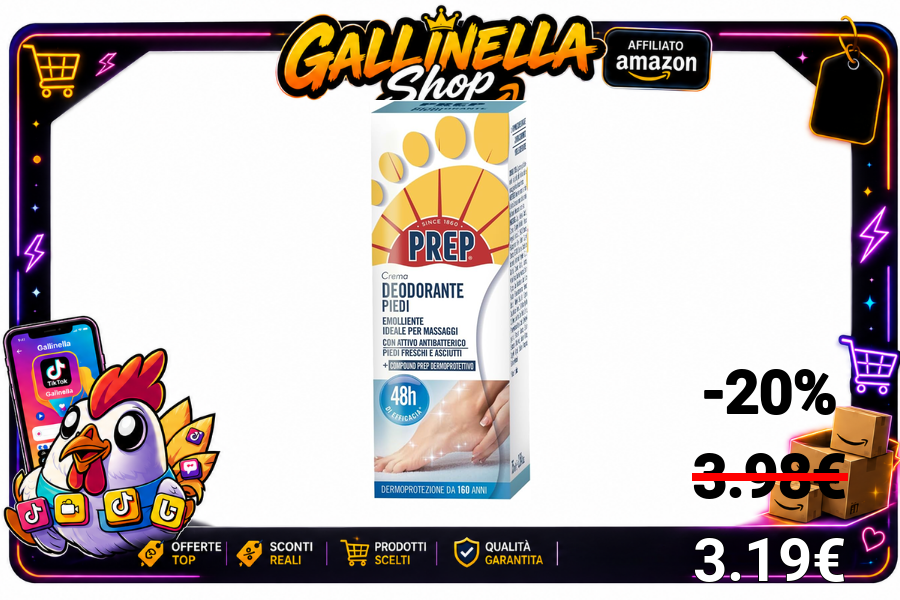 GALLINELLA
Shop
AFFILIATO
amazon
PREP
SINCE 1860
PREP
Crema
DEODORANTE
PIEDI
EMOLLIENTE
IDEALE PER MASSAGGI
CON ATTIVO ANTIBATTERICO
PIEDI FRESCHI E ASCIUTTI
+ COMPOUND PREP DERMOPROTETTIVO
48h
DI EFFICACIA
DERMOPROTEZIONE DA 160 ANNI
Gallinella
TikTok
Gallinella
-20%
3.98€
3.19€
OFFERTE
TOP
SCONTI
REALI
PRODOTTI
SCELTI
QUALITÀ
GARANTITA